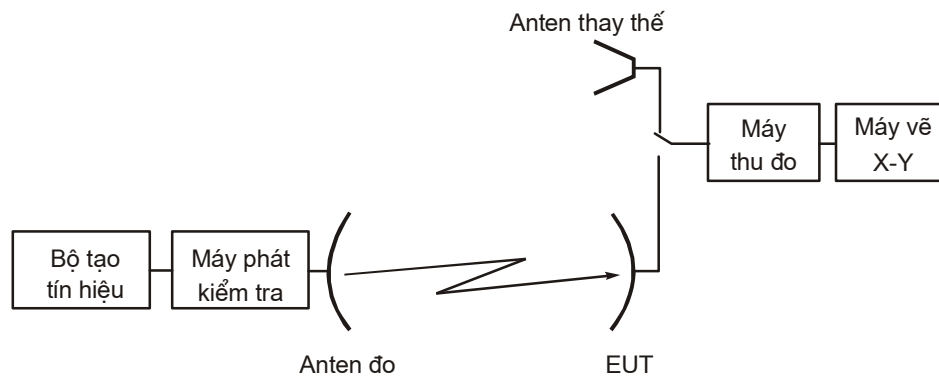 Anten thay thế
Máy
thu đo
Máy vẽ
X-Y
Bộ tạo
tín hiệu
Máy phát
kiểm tra
Anten đo
EUT